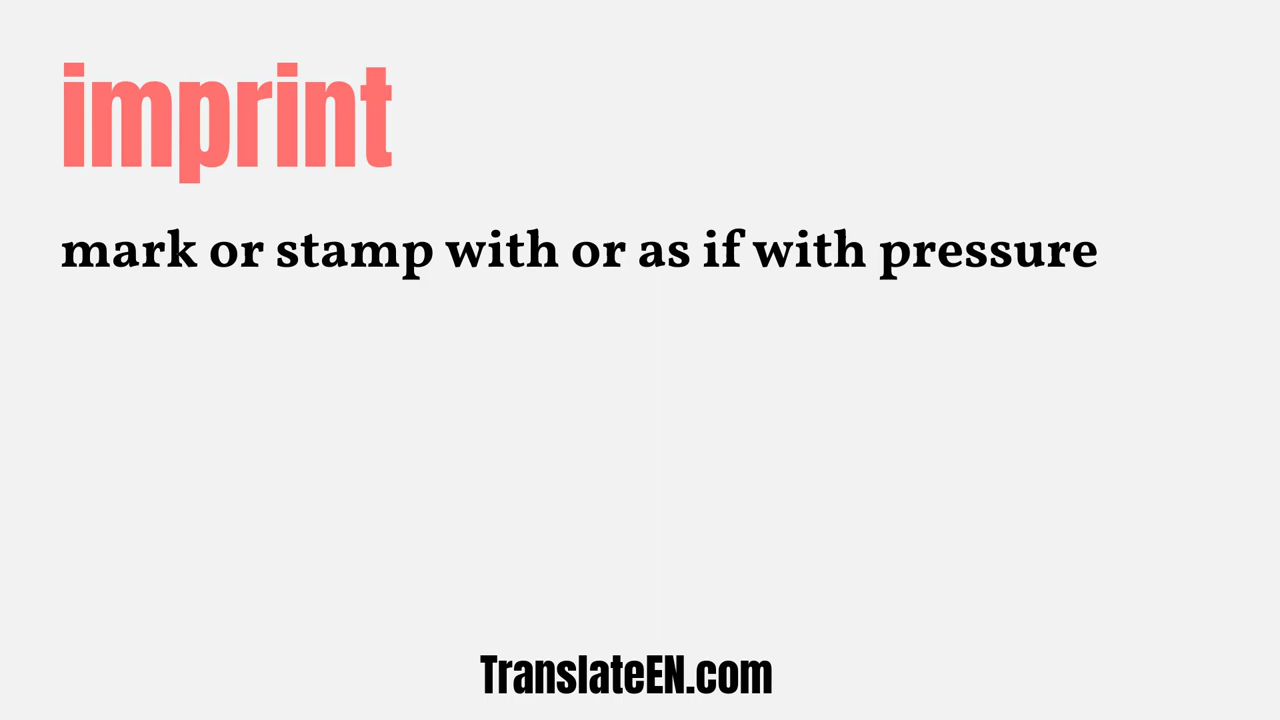 imprint
mark or stamp with or as if with pressure
TranslateEN.com